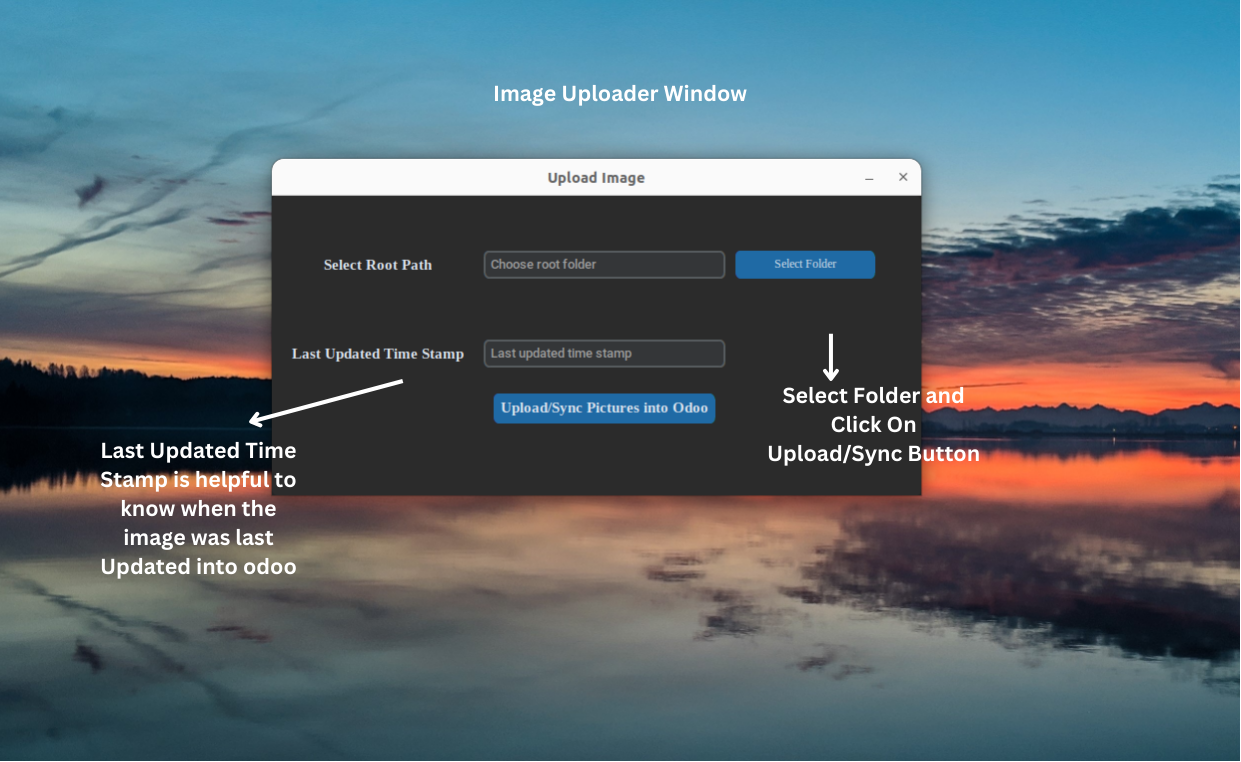 Image Uploader Window
Upload Image
Select Root Path
Choose root folder
Select Folder
Last Updated Time Stamp
Last updated time stamp
Upload/Sync Pictures into Odoo
Select Folder and
Click On
Upload/Sync Button
Last Updated Time
Stamp is helpful to
know when the
image was last
Updated into odoo